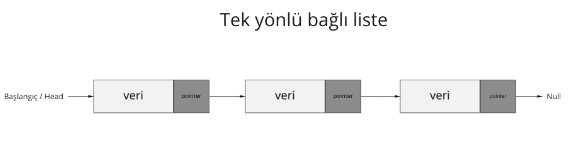 Tek yönlü bağlı liste
Başlangıç / Head
veri
pointer
veri
pointer
veri
pointer
Null